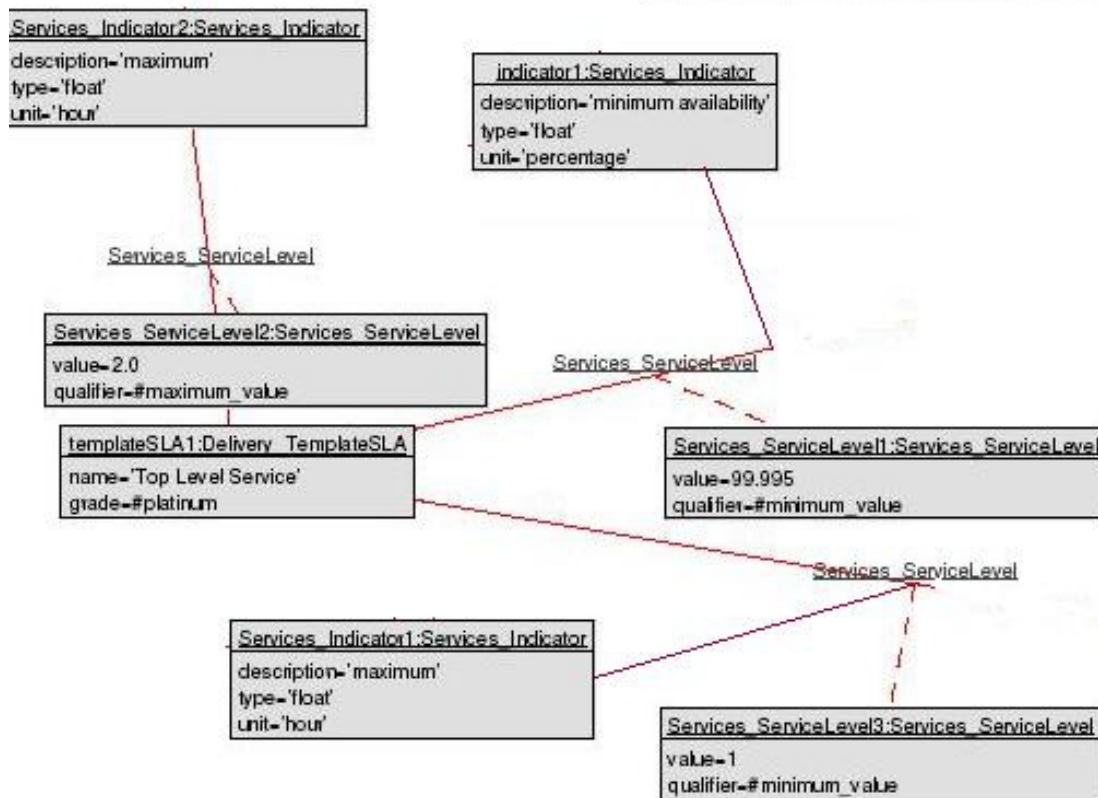 Services_Indicator2:Services_Indicator
description='maximum'
type='float'
unit='hour'
indicator1:Services_Indicator
description='minimum availability'
type='float'
unit='percentage'
Services_ServiceLevel
Services_ServiceLevel2:Services_ServiceLevel
value=2.0
qualifier=#maximum_value
Services_ServiceLevel
templateSLA1:Delivery_TemplateSLA
name='Top Level Service'
grade=#platinum
Services_ServiceLevel1:Services_ServiceLevel
value=99.995
qualifier=#minimum_value
Services_ServiceLevel
Services_Indicator1:Services_Indicator
description='maximum'
type='float'
unit='hour'
Services_ServiceLevel3:Services_ServiceLevel
value=1
qualifier=#minimum_value